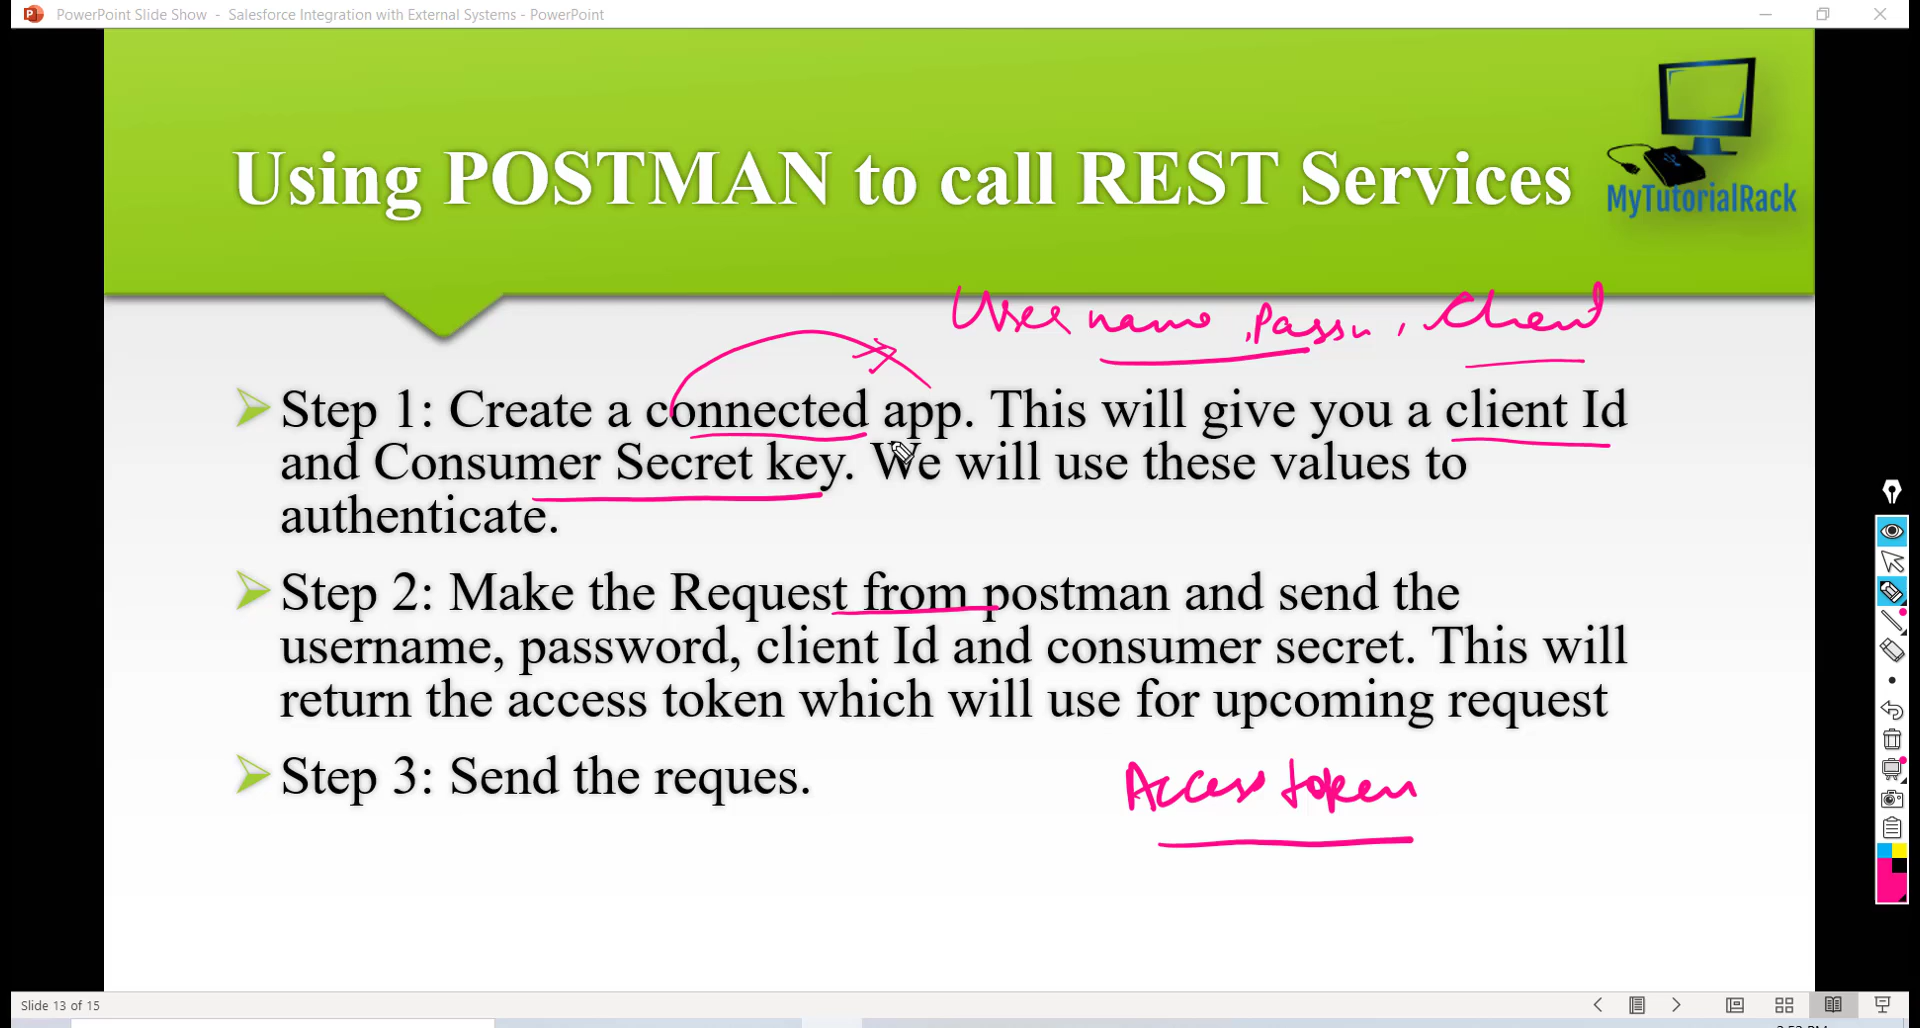 PowerPoint Slide Show - Salesforce Integration with External Systems - PowerPoint
Using POSTMAN to call REST Services
MyTutorialRack
User name, Passw, Client
Step 1: Create a connected app. This will give you a client Id
and Consumer Secret key. We will use these values to
authenticate.
Step 2: Make the Request from postman and send the
username, password, client Id and consumer secret. This will
return the access token which will use for upcoming request
Step 3: Send the reques.
Access token
Slide 13 of 15